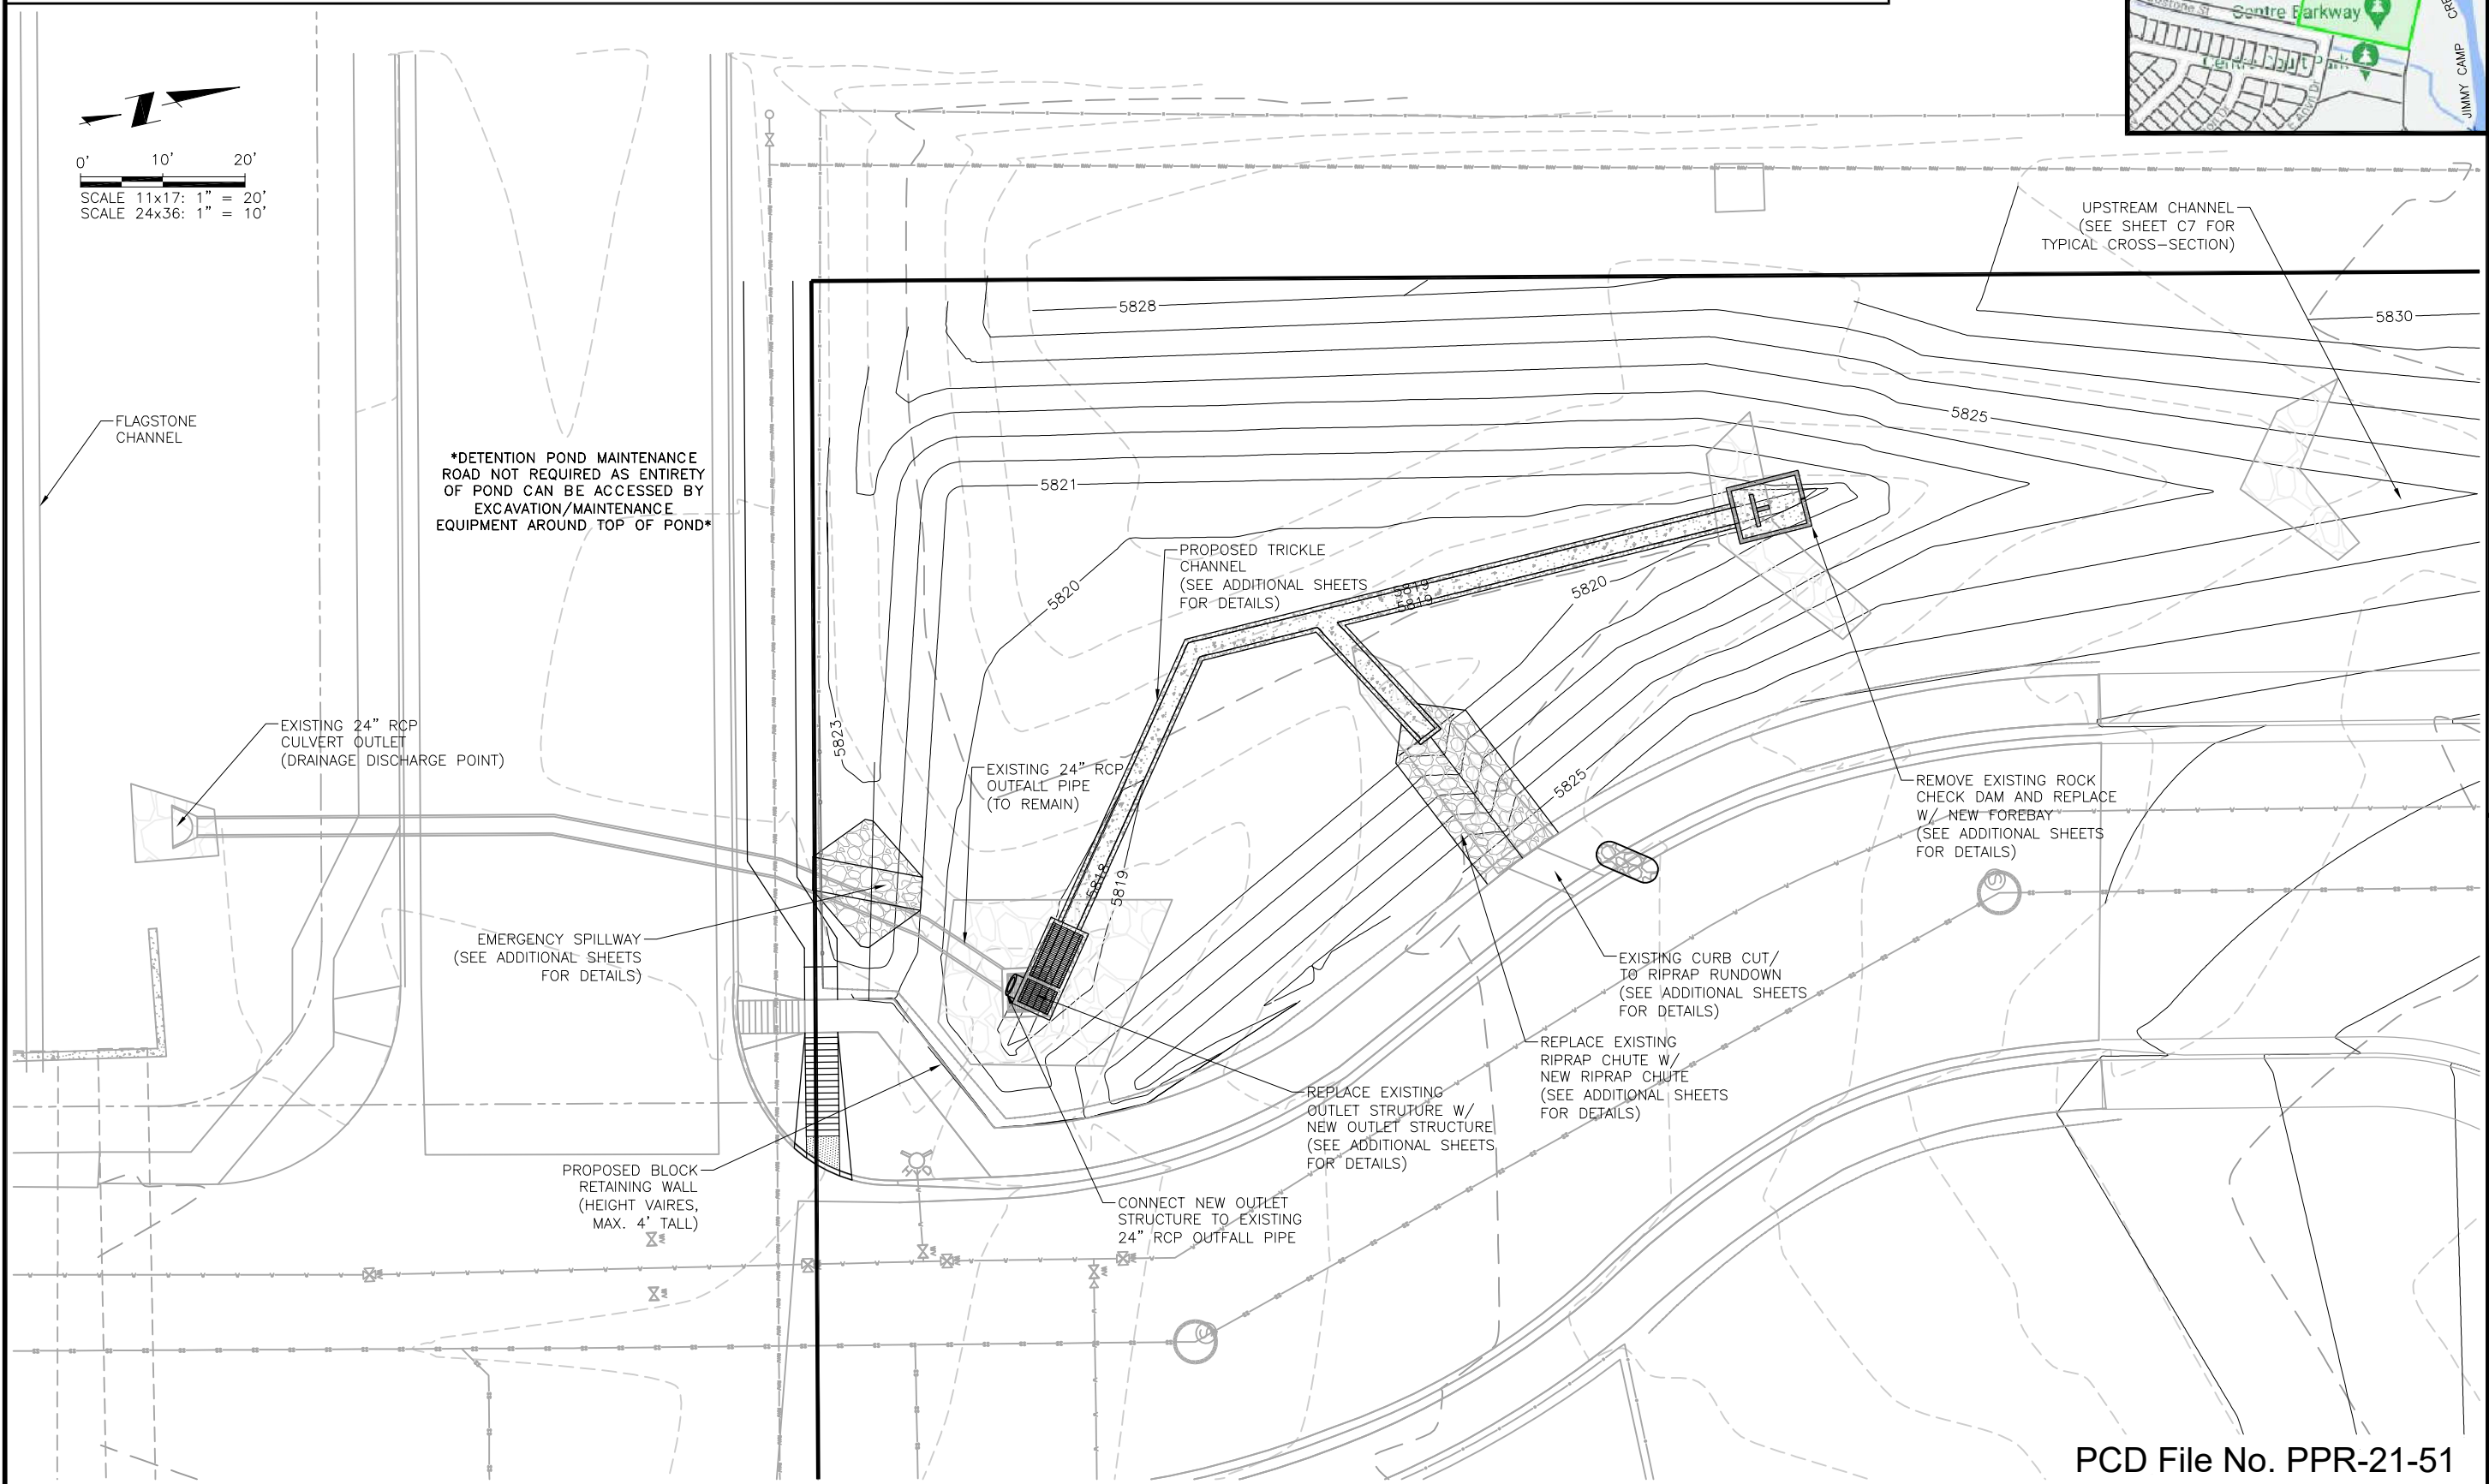 Centre Parkway
Centre Court Park
JIMMY CAMP
0' 10' 20'
SCALE 11x17: 1" = 20'
SCALE 24x36: 1" = 10'
UPSTREAM CHANNEL
(SEE SHEET C7 FOR
TYPICAL CROSS-SECTION)
5828
5830
FLAGSTONE
CHANNEL
5825
*DETENTION POND MAINTENANCE
ROAD NOT REQUIRED AS ENTIRETY
OF POND CAN BE ACCESSED BY
EXCAVATION/MAINTENANCE
EQUIPMENT AROUND TOP OF POND*
5821
PROPOSED TRICKLE
CHANNEL
(SEE ADDITIONAL SHEETS
FOR DETAILS)
5820
5819
5819
5820
5823
EXISTING 24" RCP
CULVERT OUTLET
(DRAINAGE DISCHARGE POINT)
EXISTING 24" RCP
OUTFALL PIPE
(TO REMAIN)
5825
REMOVE EXISTING ROCK
CHECK DAM AND REPLACE
W/ NEW FOREBAY
(SEE ADDITIONAL SHEETS
FOR DETAILS)
5818
5819
EMERGENCY SPILLWAY
(SEE ADDITIONAL SHEETS
FOR DETAILS)
EXISTING CURB CUT/
TO RIPRAP RUNDOWN
(SEE ADDITIONAL SHEETS
FOR DETAILS)
REPLACE EXISTING
RIPRAP CHUTE W/
NEW RIPRAP CHUTE
(SEE ADDITIONAL SHEETS
FOR DETAILS)
REPLACE EXISTING
OUTLET STRUTURE W/
NEW OUTLET STRUCTURE
(SEE ADDITIONAL SHEETS
FOR DETAILS)
PROPOSED BLOCK
RETAINING WALL
(HEIGHT VAIRES,
MAX. 4' TALL)
CONNECT NEW OUTLET
STRUCTURE TO EXISTING
24" RCP OUTFALL PIPE
PCD File No. PPR-21-51